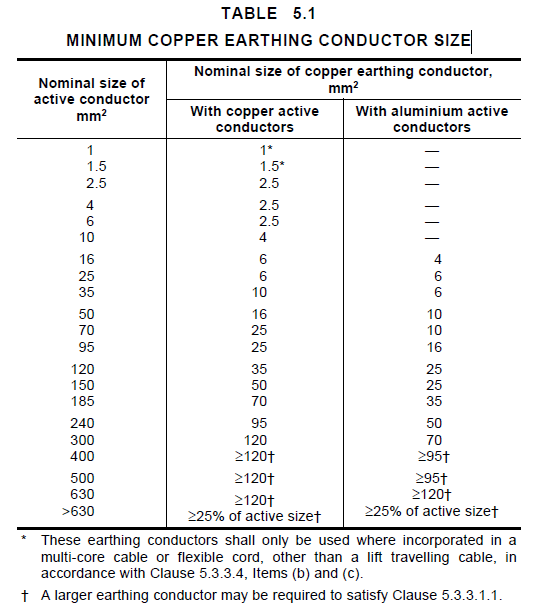 TABLE 5.1
MINIMUM COPPER EARTHING CONDUCTOR SIZE
Nominal size of active conductor mm² Nominal size of copper earthing conductor, mm²
With copper active conductors With aluminium active conductors
1 1* —
1.5 1.5* —
2.5 2.5 —
4 2.5 —
6 2.5 —
10 4 —
16 6 4
25 6 6
35 10 6
50 16 10
70 25 10
95 25 16
120 35 25
150 50 25
185 70 35
240 95 50
300 120 70
400 ≥120† ≥95†
500 ≥120† ≥95†
630 ≥120† ≥120†
>630 ≥25% of active size† ≥25% of active size†
* These earthing conductors shall only be used where incorporated in a
multi-core cable or flexible cord, other than a lift travelling cable, in
accordance with Clause 5.3.3.4, Items (b) and (c).
† A larger earthing conductor may be required to satisfy Clause 5.3.3.1.1.